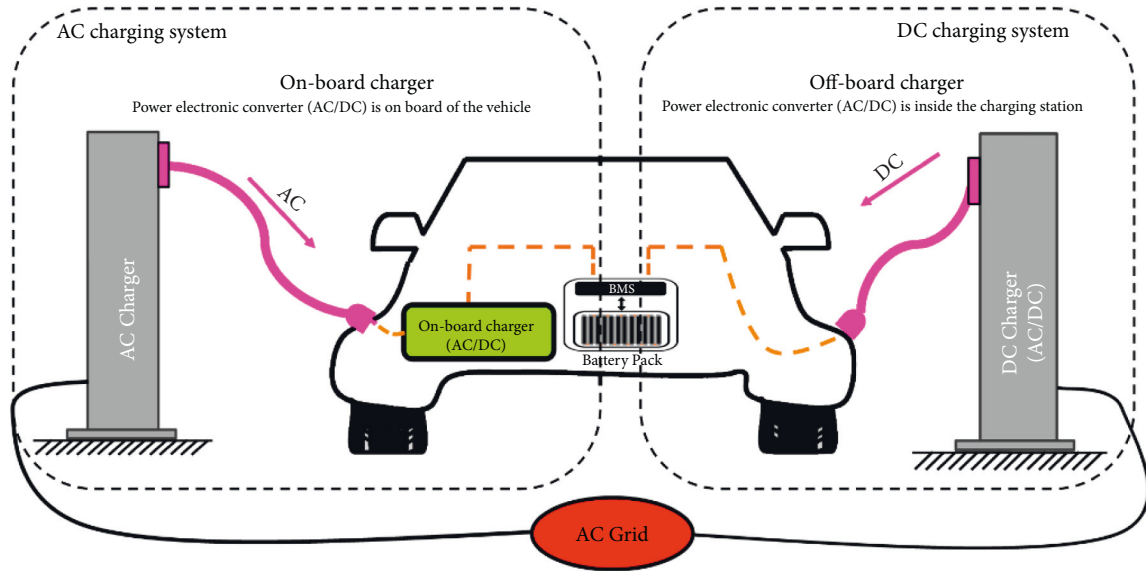 AC charging system
On-board charger
Power electronic converter (AC/DC) is on board of the vehicle
DC charging system
Off-board charger
Power electronic converter (AC/DC) is inside the charging station
AC Charger
AC
On-board charger
(AC/DC)
BMS
Battery Pack
DC
DC Charger
(AC/DC)
AC Grid